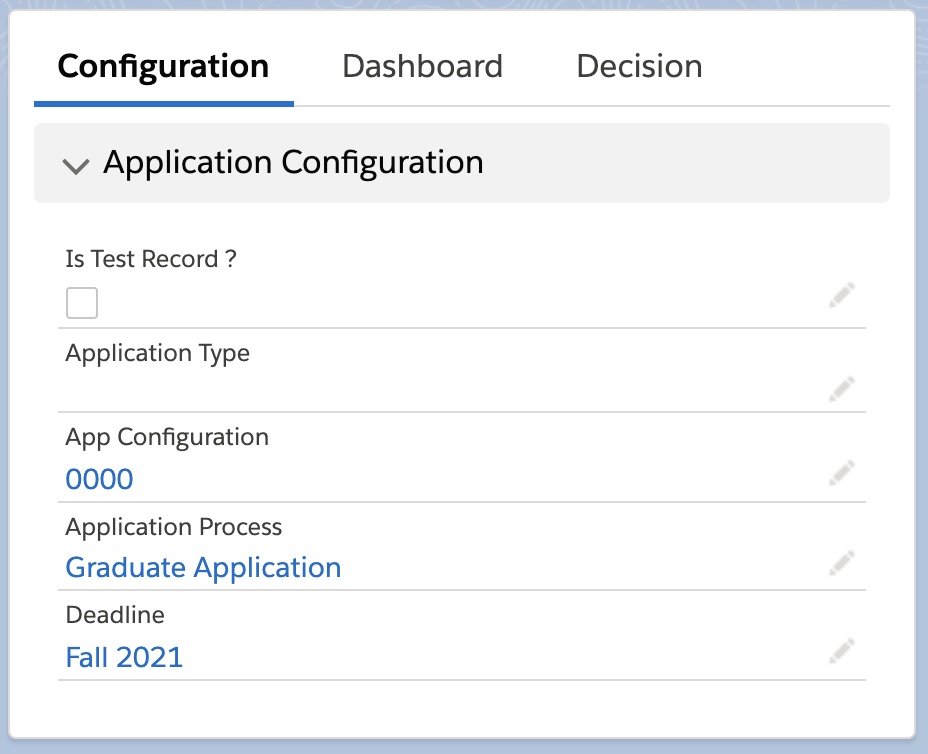 Configuration Dashboard Decision
Application Configuration
Is Test Record ?
Application Type
App Configuration
0000
Application Process
Graduate Application
Deadline
Fall 2021